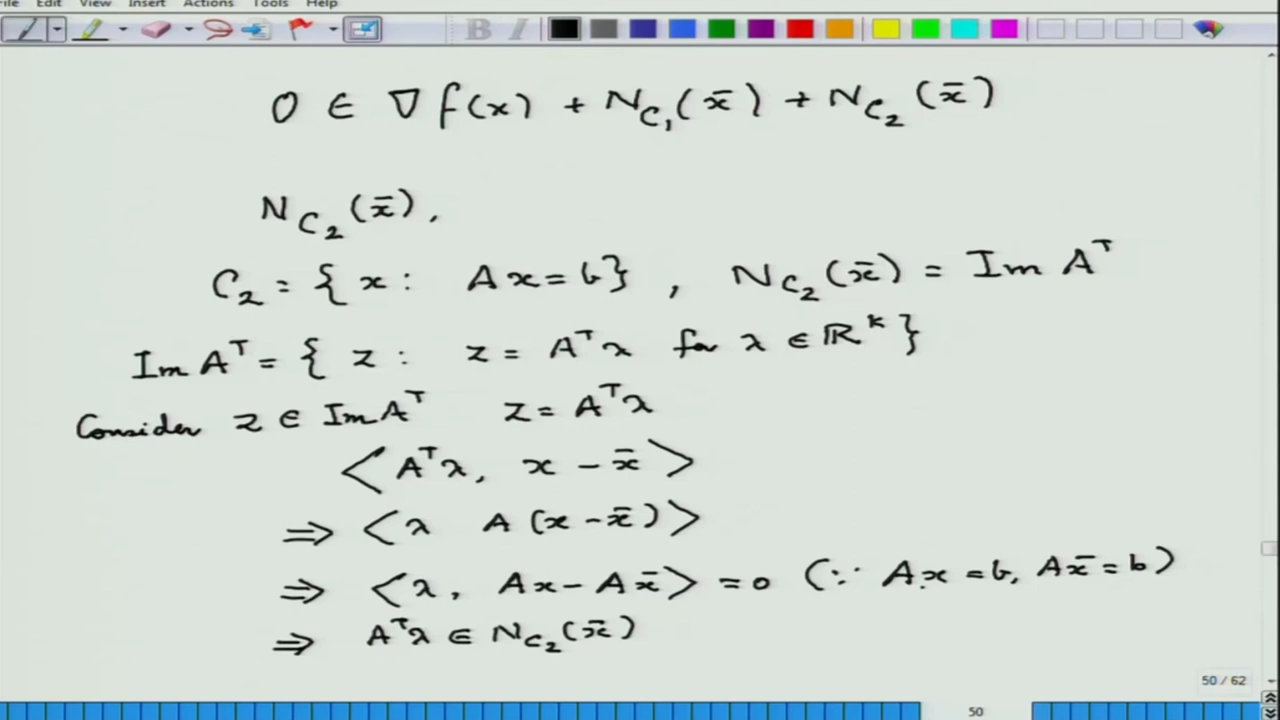 File Edit View Insert Actions Tools Help
B I
0 ∈ ∇ f(x) + N_{C_1}(x̄) + N_{C_2}(x̄)
N_{C_2}(x̄),
C_2 = { x : Ax = b } , N_{C_2}(x̄) = Im A^T
Im A^T = { z : z = A^T λ for λ ∈ ℝ^k }
Consider z ∈ Im A^T z = A^T λ
< A^T λ, x - x̄ >
⇒ < λ A (x - x̄) >
⇒ < λ, Ax - Ax̄ > = 0 (∵ Ax = b, Ax̄ = b)
⇒ A^T λ ∈ N_{C_2}(x̄)
50 / 62
50